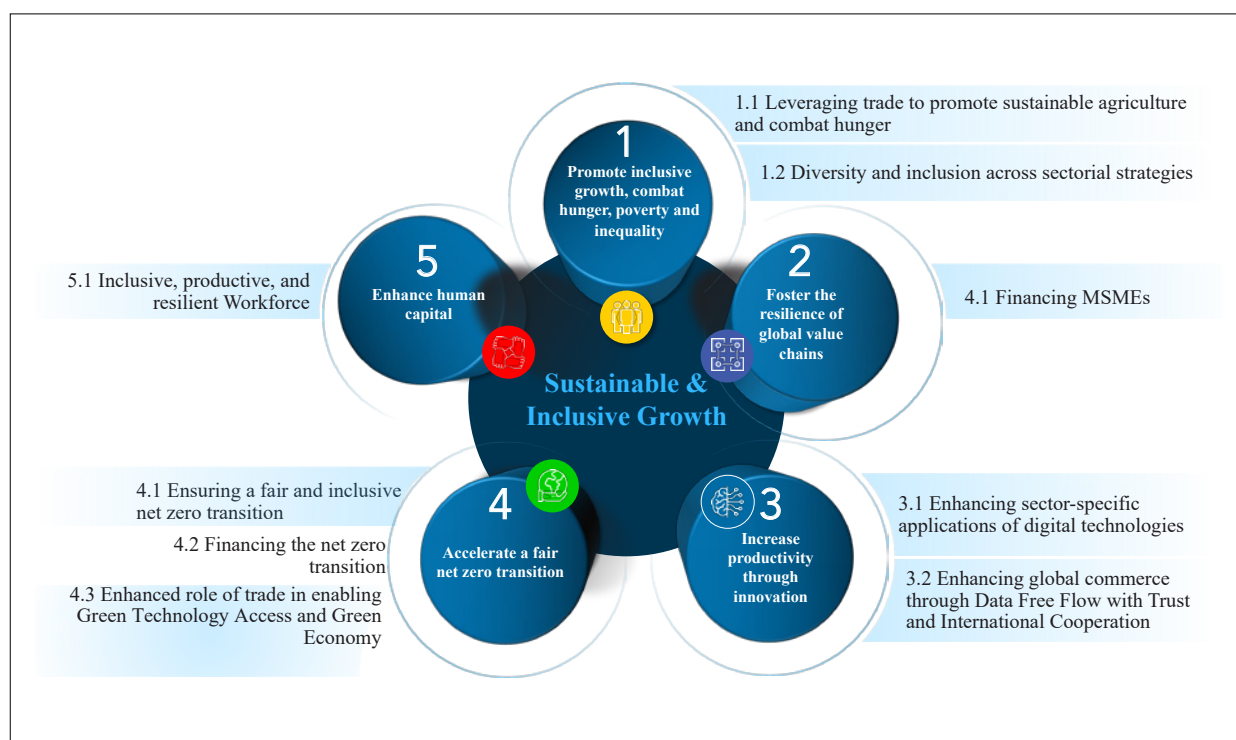 1.1 Leveraging trade to promote sustainable agriculture
and combat hunger
1.2 Diversity and inclusion across sectorial strategies
1
Promote inclusive
growth, combat
hunger, poverty and
inequality
5.1 Inclusive, productive, and
resilient Workforce
5
Enhance human
capital
2
Foster the
resilience of
global value
chains
4.1 Financing MSMEs
Sustainable &
Inclusive Growth
4.1 Ensuring a fair and inclusive
net zero transition
4.2 Financing the net zero
transition
4.3 Enhanced role of trade in enabling
Green Technology Access and Green
Economy
4
Accelerate a fair
net zero transition
3
Increase
productivity
through
innovation
3.1 Enhancing sector-specific
applications of digital technologies
3.2 Enhancing global commerce
through Data Free Flow with Trust
and International Cooperation